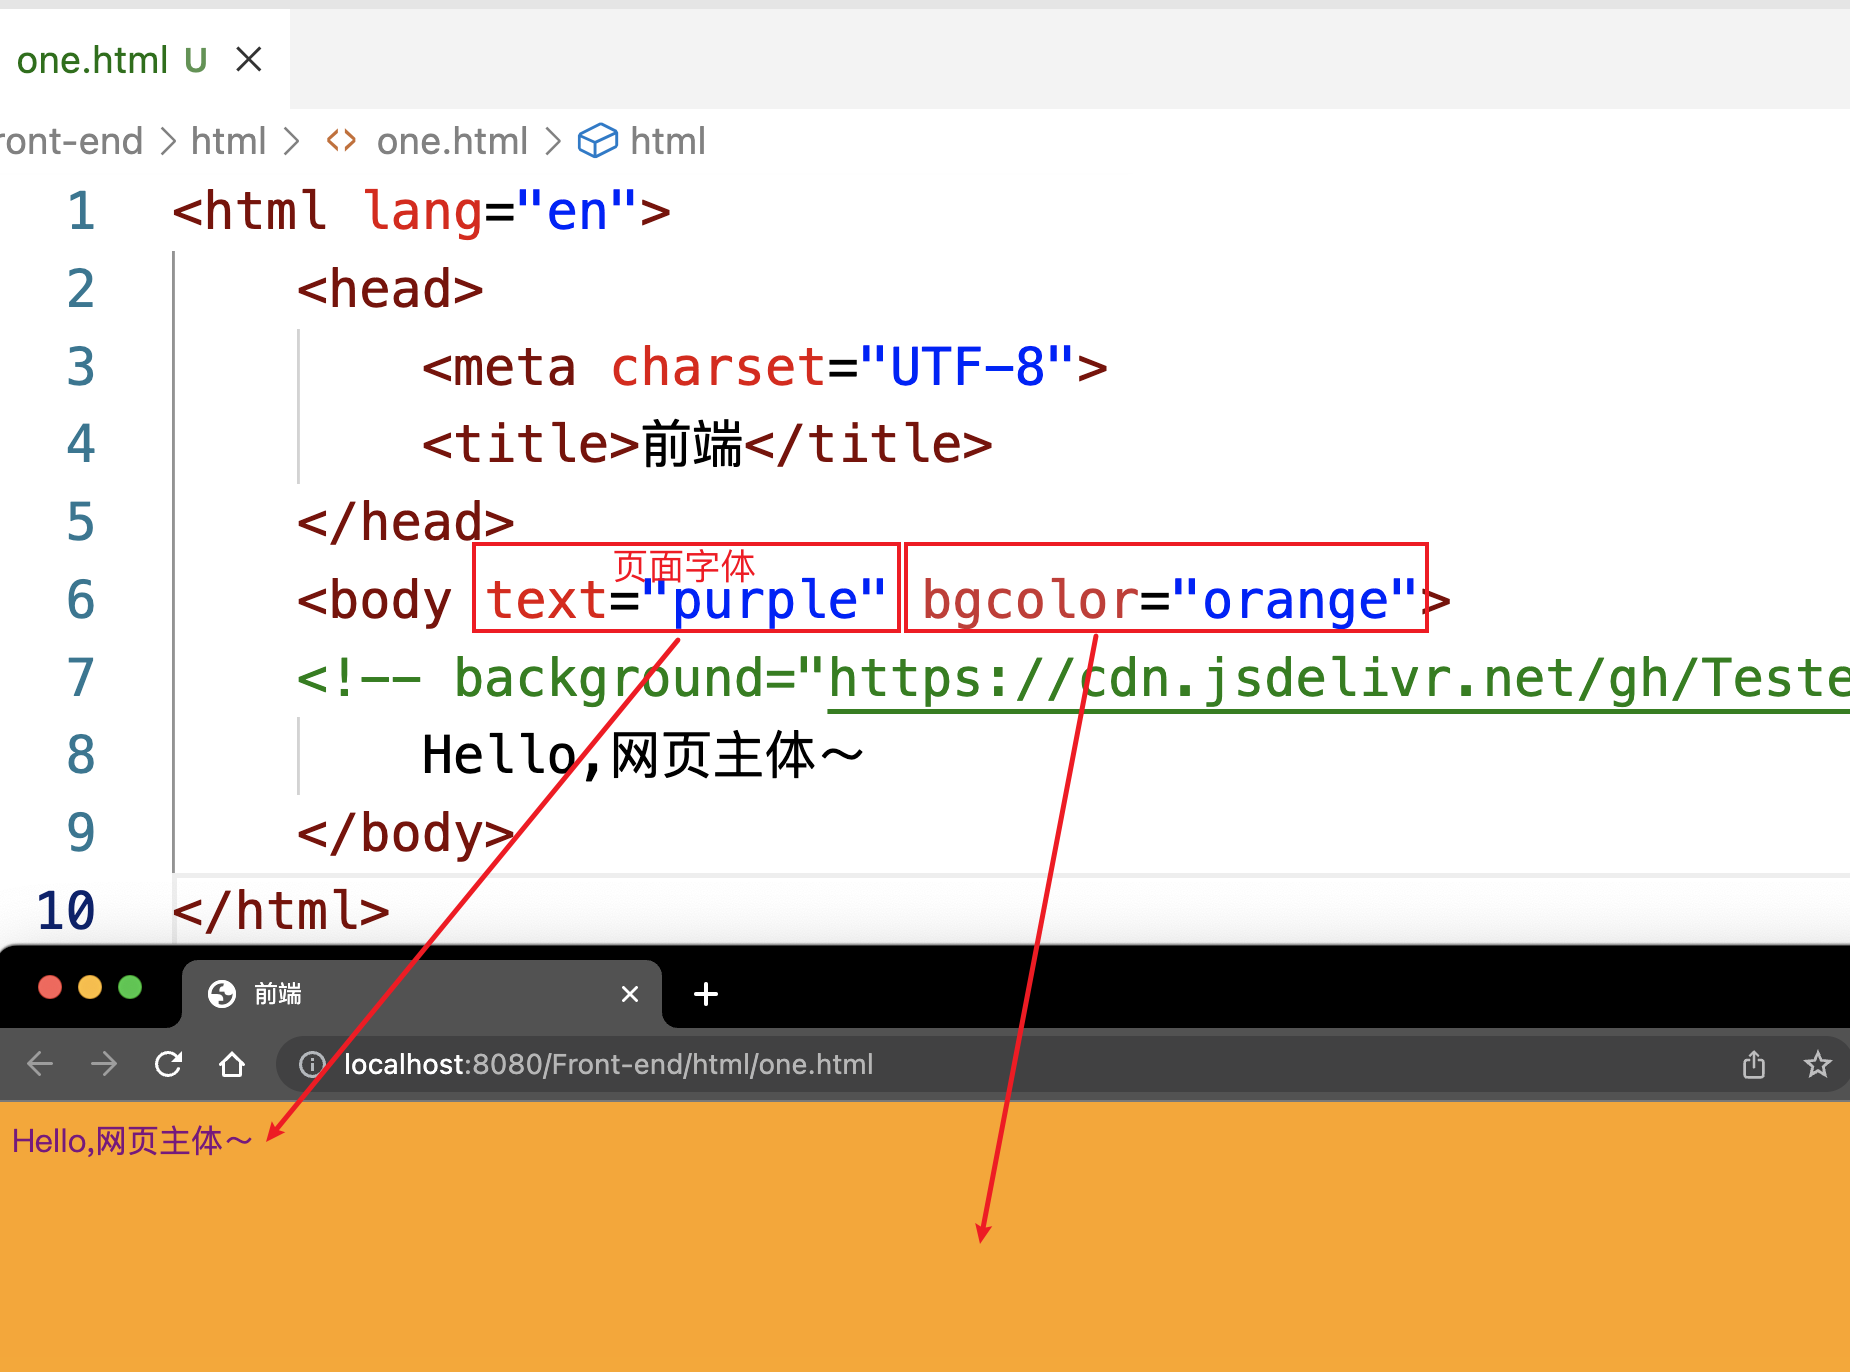 one.html U
ront-end html one.html html
1 <html lang="en">
2 <head>
3 <meta charset="UTF-8">
4 <title>前端</title>
5 </head>
页面字体
6 <body text="purple" bgcolor="orange">
7 <!-- background="https://cdn.jsdelivr.net/gh/Teste
8 Hello,网页主体～
9 </body>
10 </html>
前端
localhost:8080/Front-end/html/one.html
Hello,网页主体～